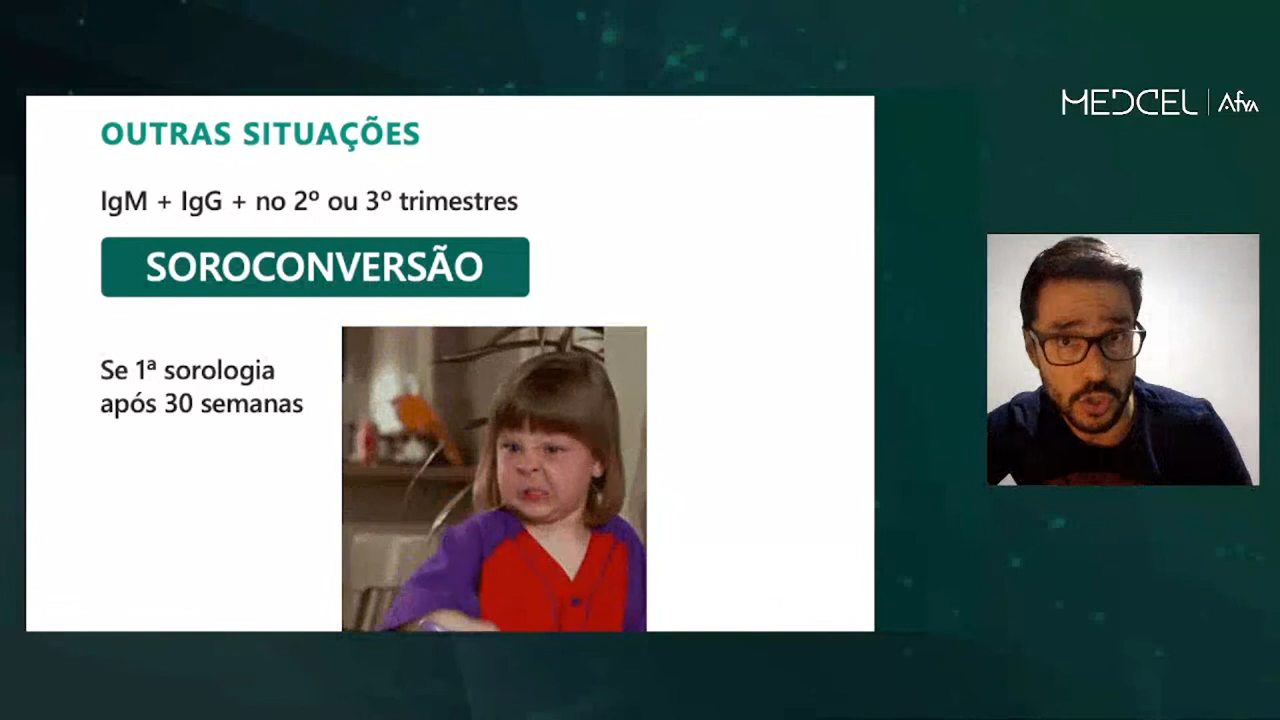 OUTRAS SITUAÇÕES
IgM + IgG + no 2º ou 3º trimestres
SOROCONVERSÃO
Se 1ª sorologia
após 30 semanas
MEDCEL | Afya